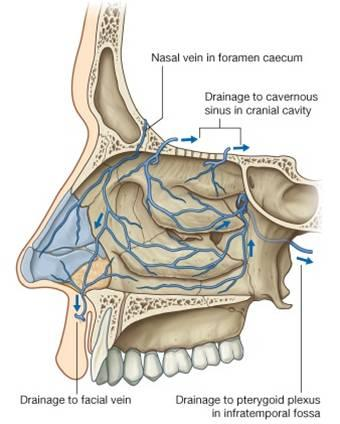 Nasal vein in foramen caecum
Drainage to cavernous
sinus in cranial cavity
Drainage to facial vein
Drainage to pterygoid plexus
in infratemporal fossa